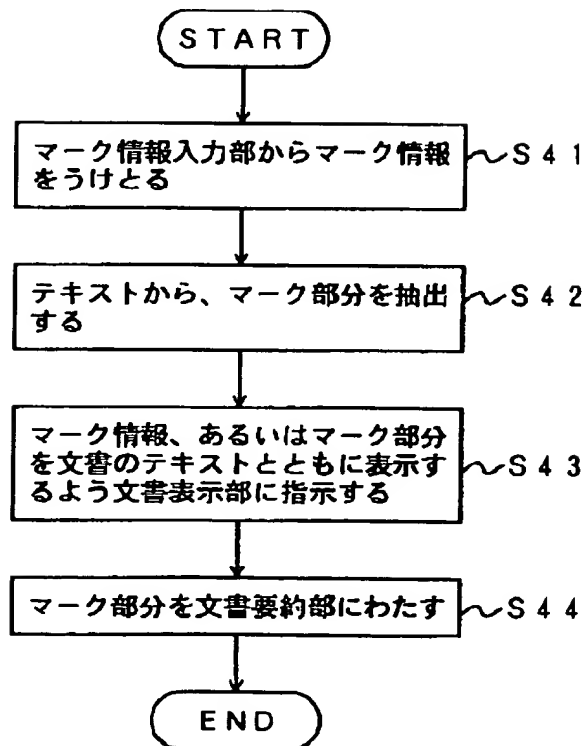 START
マーク情報入力部からマーク情報
をうけとる
S41
テキストから、マーク部分を抽出
する
S42
マーク情報、あるいはマーク部分
を文書のテキストとともに表示す
るよう文書表示部に指示する
S43
マーク部分を文書要約部にわたす
S44
END